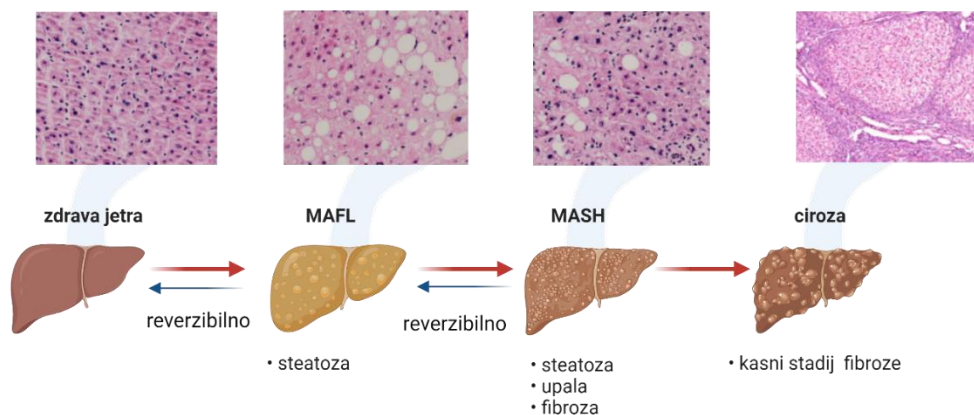 zdrava jetra
MAFL
MASH
ciroza
reverzibilno
reverzibilno
• steatoza
• steatoza
• upala
• fibroza
• kasni stadij fibroze